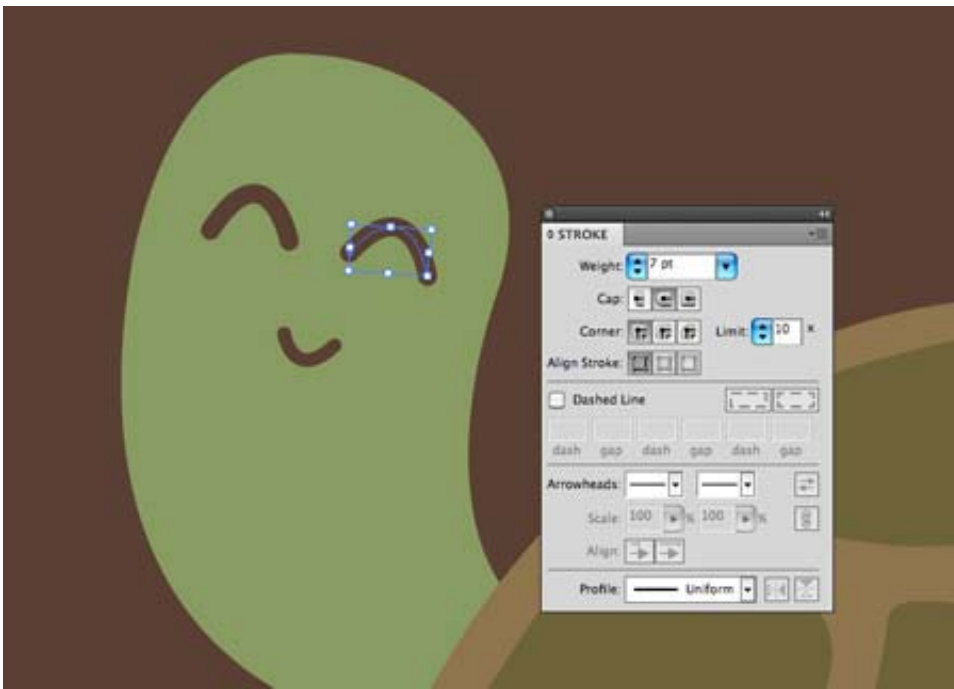 STROKE
Weight: 7 pt
Cap:
Corner: Limit: 10 x
Align Stroke:
Dashed Line
dash gap dash gap dash gap
Arrowheads:
Scale: 100 % 100 %
Align:
Profile: Uniform